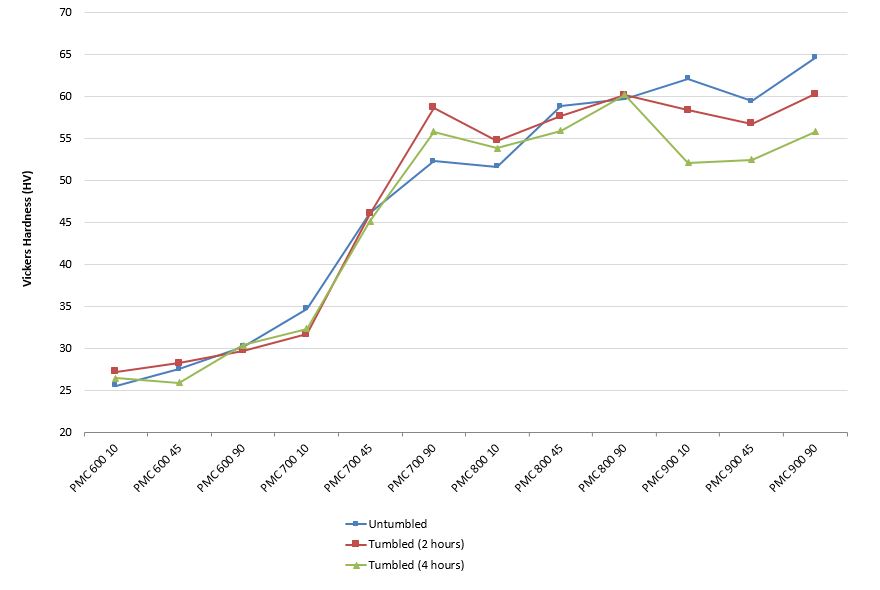 70
65
60
55
50
45
40
35
30
25
20
Vickers Hardness (HV)
PMC 600 10
PMC 600 45
PMC 600 90
PMC 700 10
PMC 700 45
PMC 700 90
PMC 800 10
PMC 800 45
PMC 800 90
PMC 900 10
PMC 900 45
PMC 900 90
Untumbled
Tumbled (2 hours)
Tumbled (4 hours)